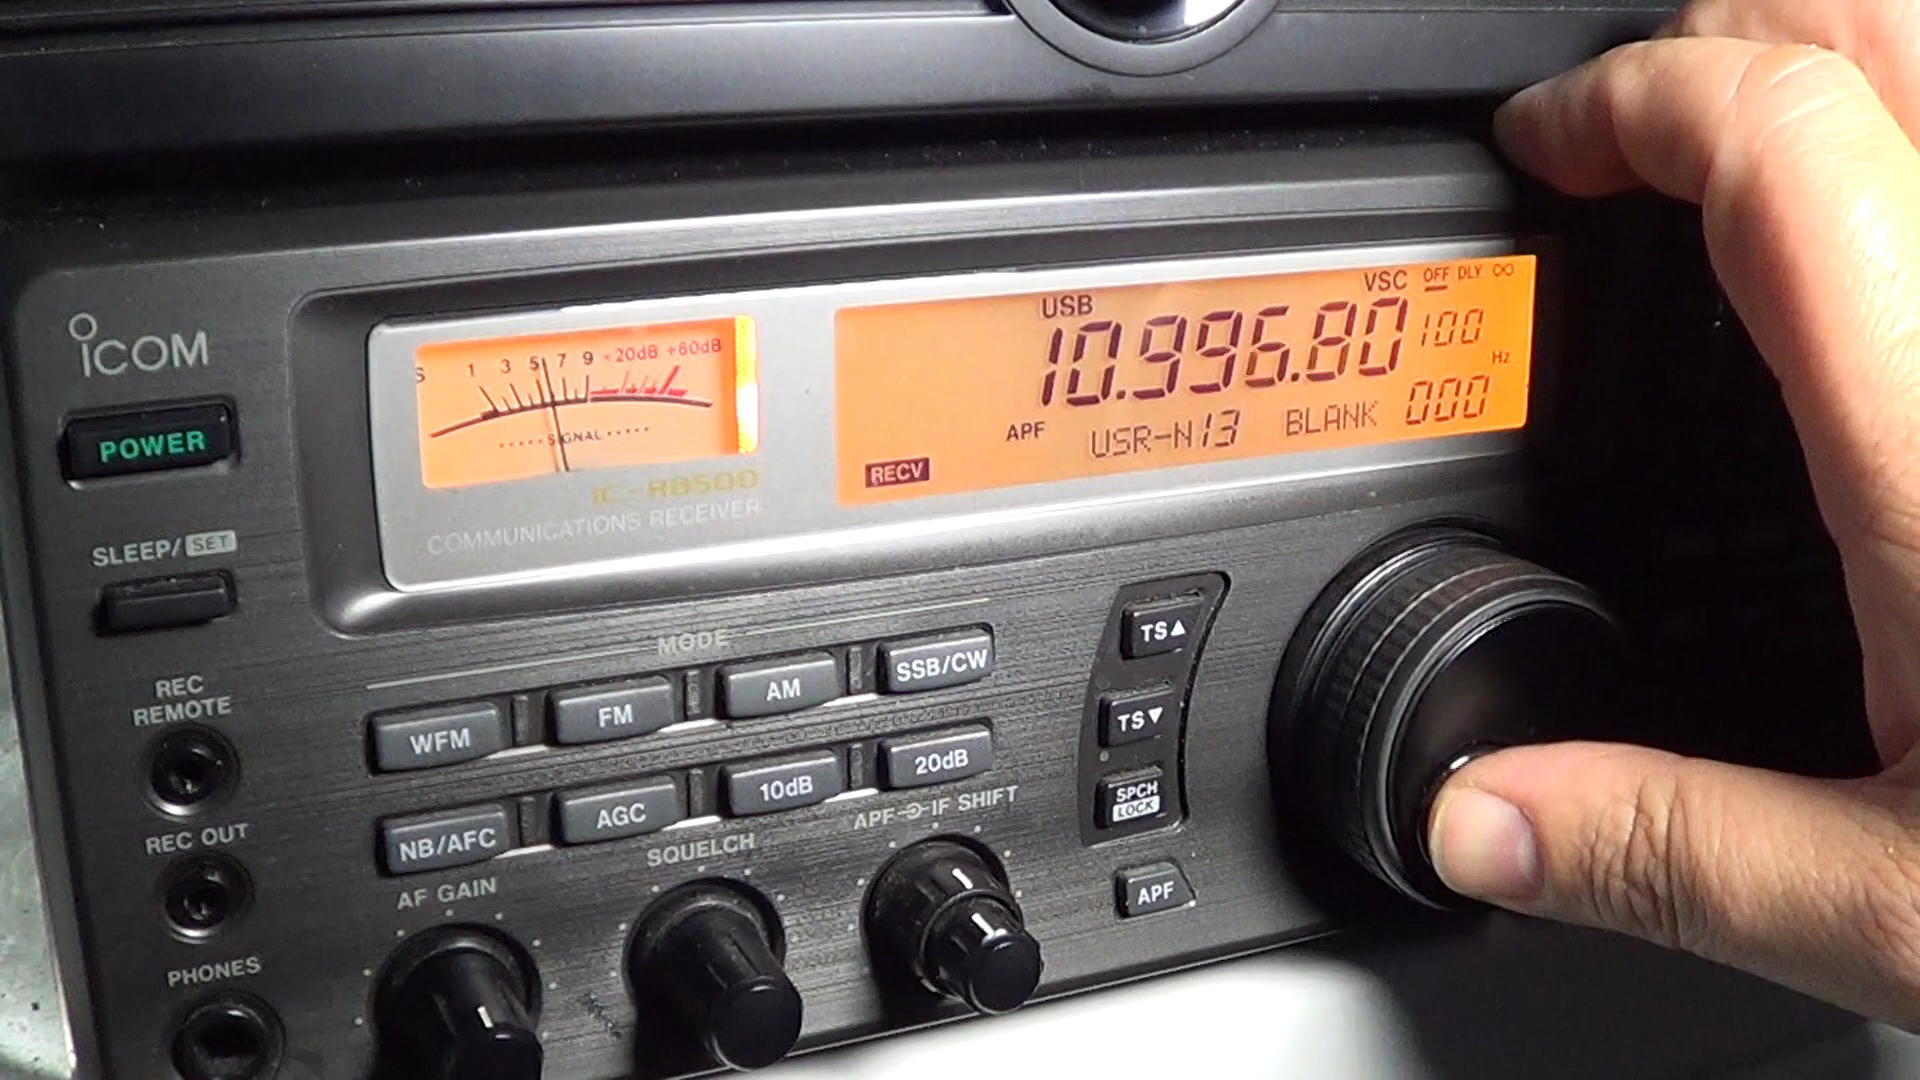 ICOM
POWER
SLEEP/SET
REC
REMOTE
REC OUT
PHONES
S 1 3 5 7 9 +20dB +60dB
SIGNAL
IC-R8500
COMMUNICATIONS RECEIVER
VSC OFF DLY ∞
USB
10.996.80 100
Hz
APF USR-N13 BLANK 000
RECV
MODE
WFM FM AM SSB/CW
NB/AFC AGC 10dB 20dB
AF GAIN
SQUELCH
APF IF SHIFT
TS▲
TS▼
SPCH
LOCK
APF